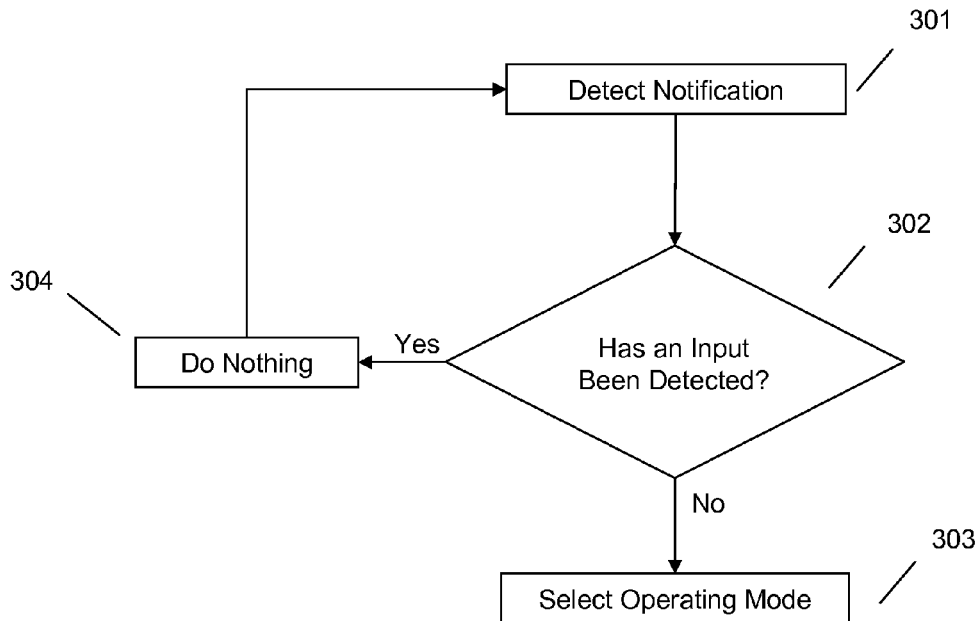 301
Detect Notification
302
304
Yes
Do Nothing
Has an Input
Been Detected?
No
303
Select Operating Mode